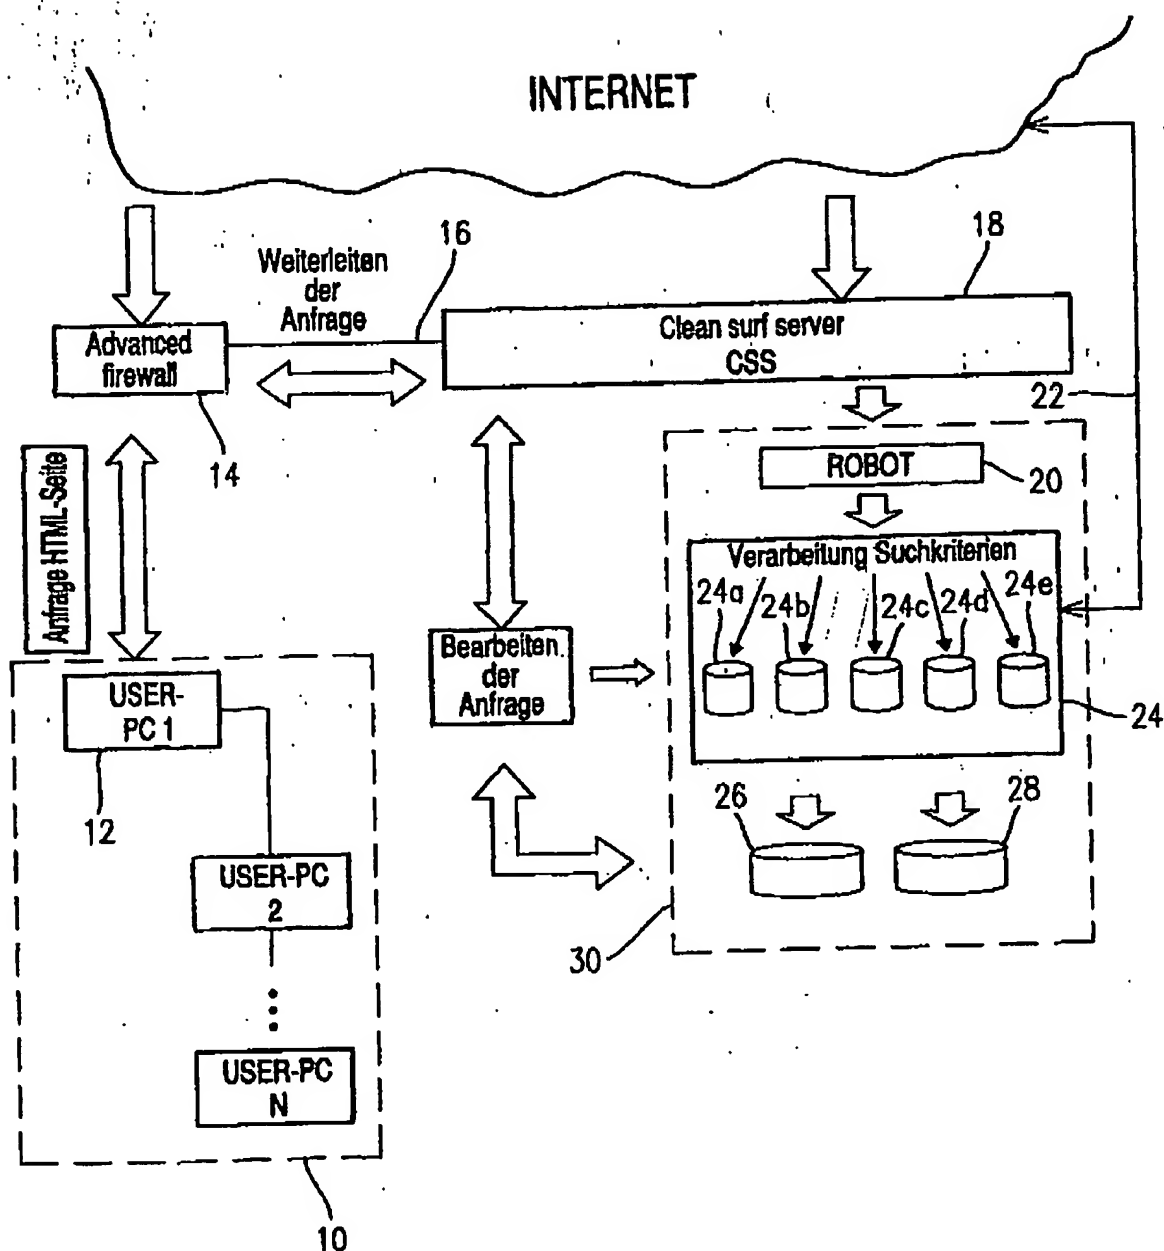 INTERNET
16
18
Weiterleiten
der
Anfrage
Advanced
firewall
Clean surf server
CSS
22
14
Anfrage HTML-Seite
ROBOT
20
Verarbeitung Suchkriterien
24a
24b
24c
24d
24e
Bearbeiten
der
Anfrage
24
USER-
PC 1
12
26
28
USER-PC
2
30
USER-PC
N
10